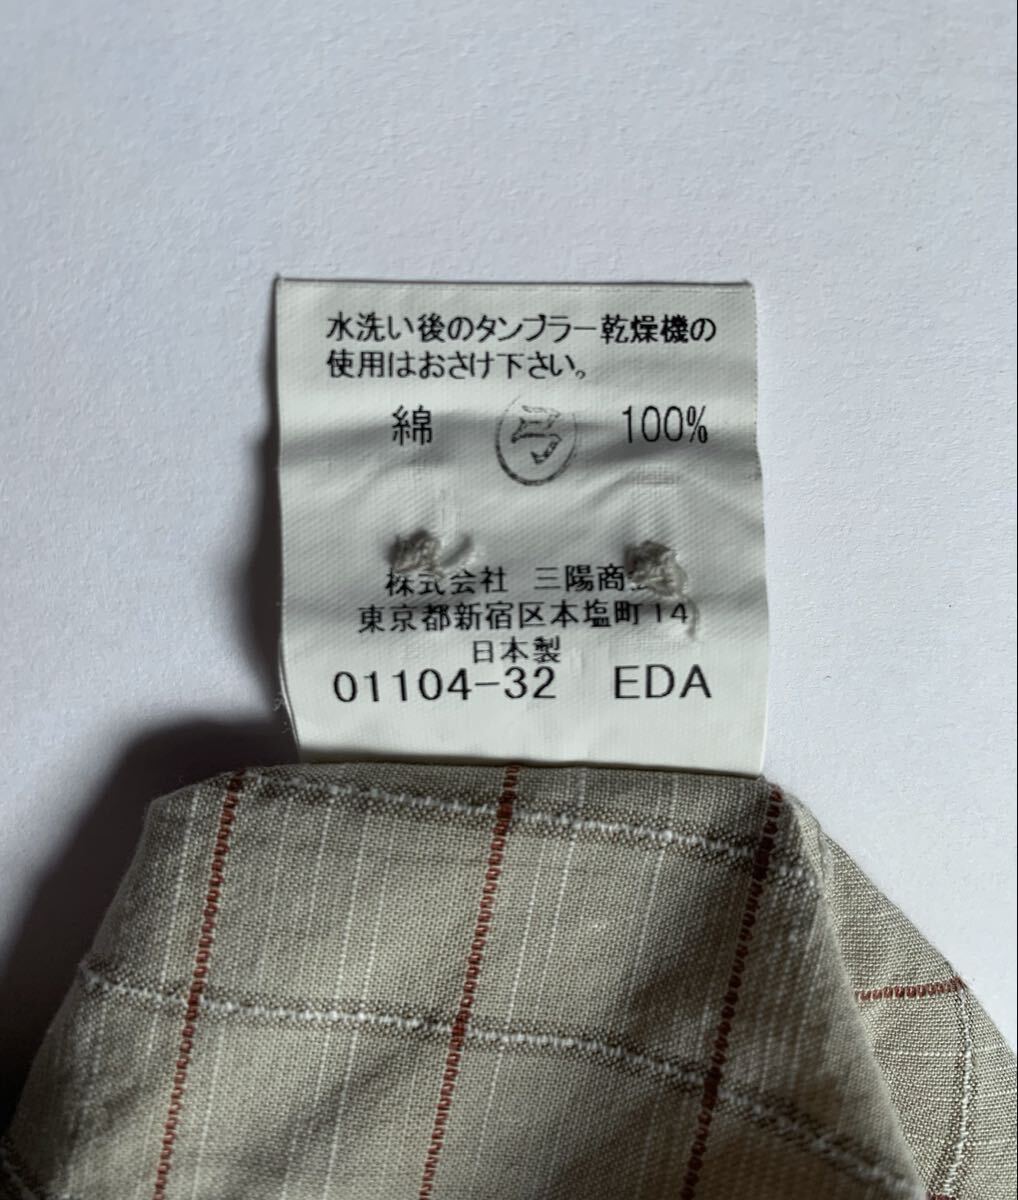 水洗い後のタンブラー乾燥機の
使用はおさけ下さい。
綿 100%
株式会社 三陽商
東京都新宿区本塩町14
日本製
01104-32 EDA